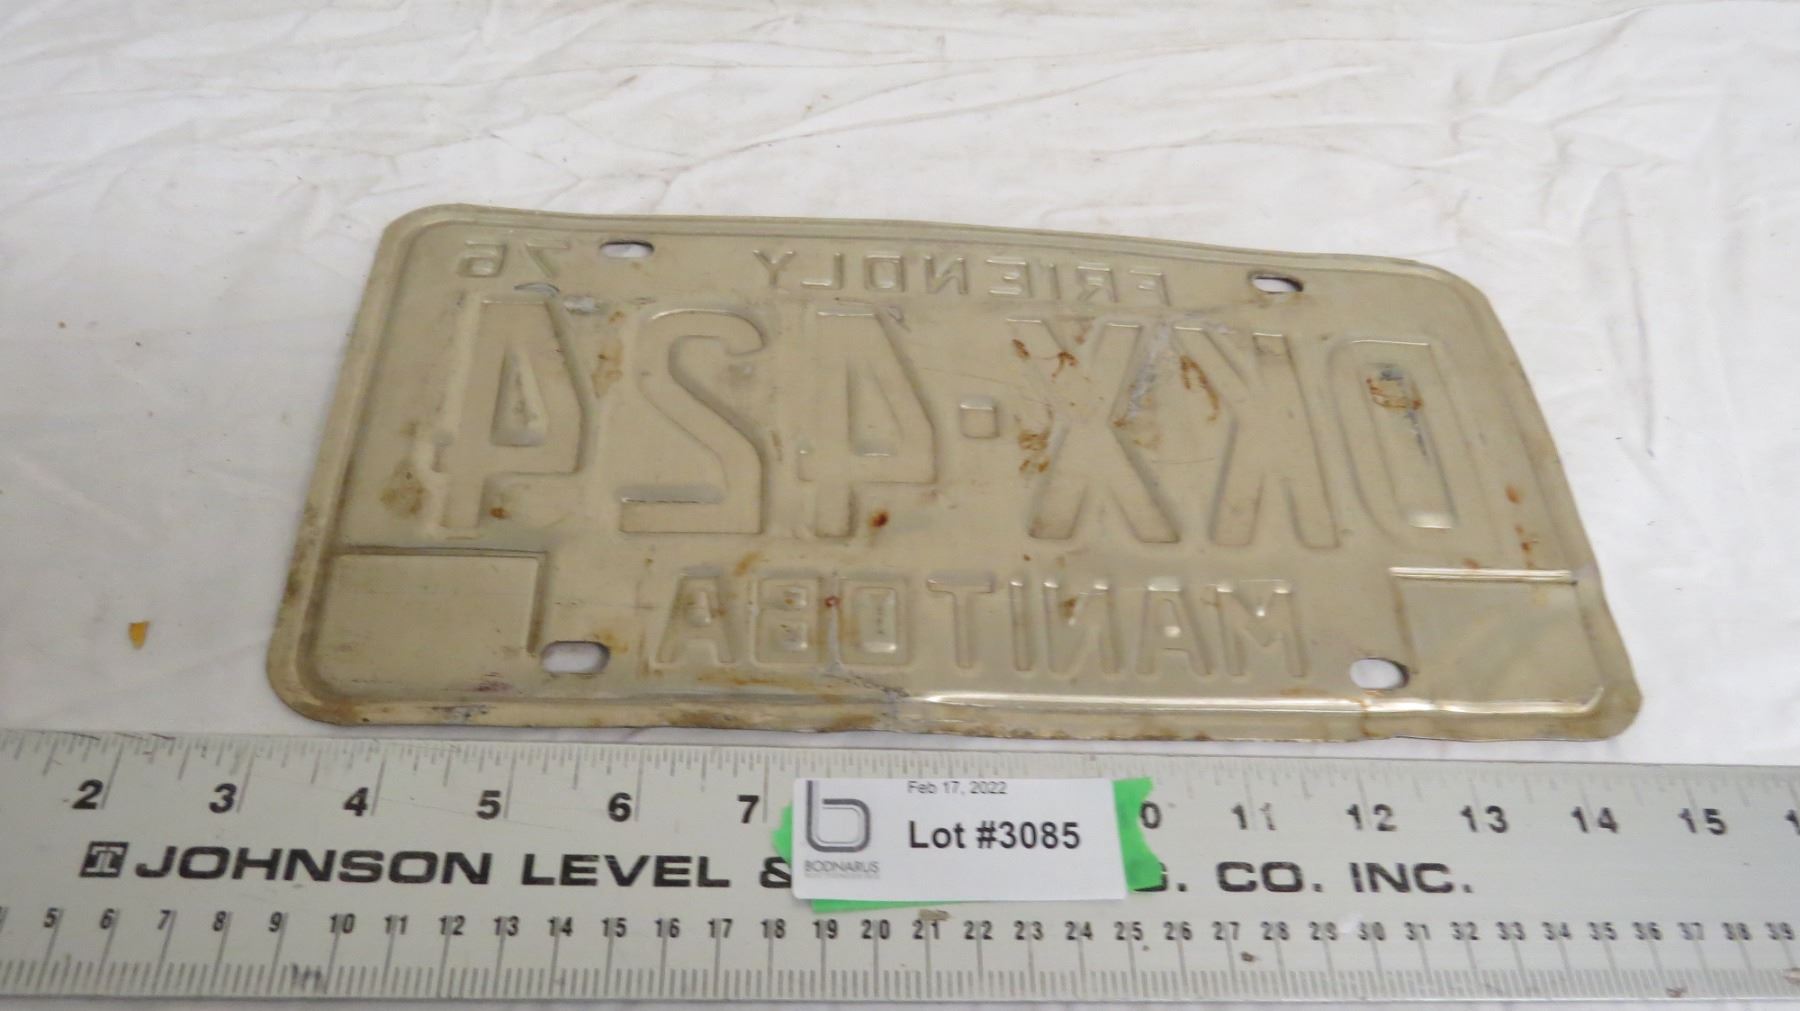 FRIENDLY 76
DKX·424
MANITOBA
2 3 4 5 6 7 0 11 12 13 14 15
Feb 17, 2022
Lot #3085
BODNARUS
JOHNSON LEVEL & G. CO. INC.
5 6 7 8 9 10 11 12 13 14 15 16 17 18 19 20 21 22 23 24 25 26 27 28 29 30 31 32 33 34 35 36 37 38 39